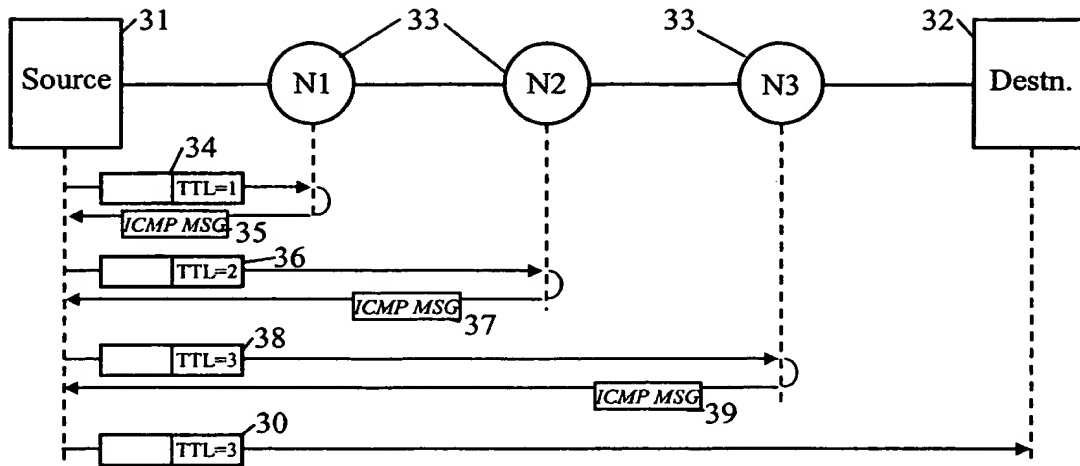 31
33
33
32
Source
N1
N2
N3
Destn.
34
TTL=1
ICMP MSG
35
36
TTL=2
ICMP MSG
37
38
TTL=3
ICMP MSG
39
30
TTL=3